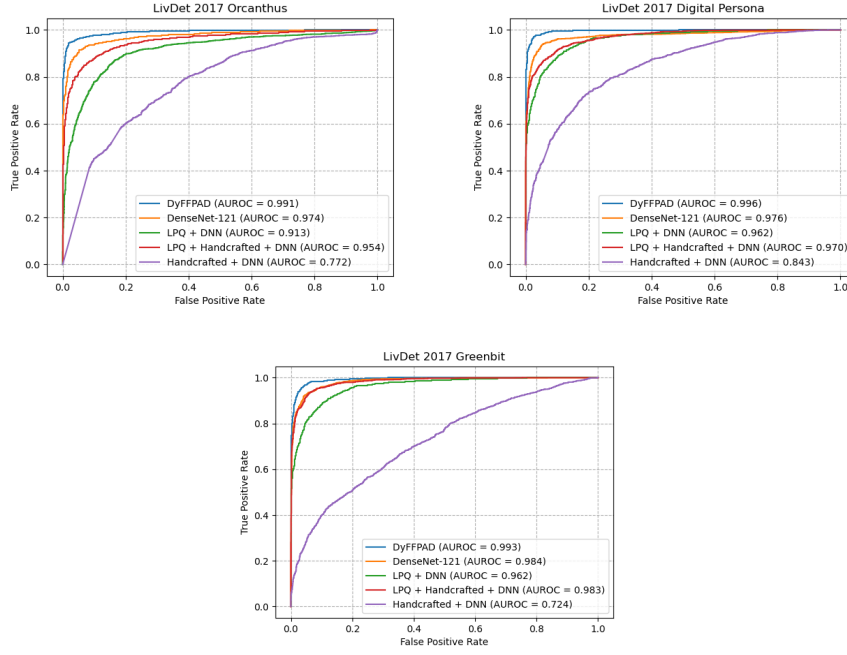 LivDet 2017 Orcanthus
True Positive Rate
1.0
0.8
0.6
0.4
0.2
0.0
DyFFPAD (AUROC = 0.991)
DenseNet-121 (AUROC = 0.974)
LPQ + DNN (AUROC = 0.913)
LPQ + Handcrafted + DNN (AUROC = 0.954)
Handcrafted + DNN (AUROC = 0.772)
0.0 0.2 0.4 0.6 0.8 1.0
False Positive Rate
LivDet 2017 Digital Persona
True Positive Rate
1.0
0.8
0.6
0.4
0.2
0.0
DyFFPAD (AUROC = 0.996)
DenseNet-121 (AUROC = 0.976)
LPQ + DNN (AUROC = 0.962)
LPQ + Handcrafted + DNN (AUROC = 0.970)
Handcrafted + DNN (AUROC = 0.843)
0.0 0.2 0.4 0.6 0.8 1.0
False Positive Rate
LivDet 2017 Greenbit
True Positive Rate
1.0
0.8
0.6
0.4
0.2
0.0
DyFFPAD (AUROC = 0.993)
DenseNet-121 (AUROC = 0.984)
LPQ + DNN (AUROC = 0.962)
LPQ + Handcrafted + DNN (AUROC = 0.983)
Handcrafted + DNN (AUROC = 0.724)
0.0 0.2 0.4 0.6 0.8 1.0
False Positive Rate